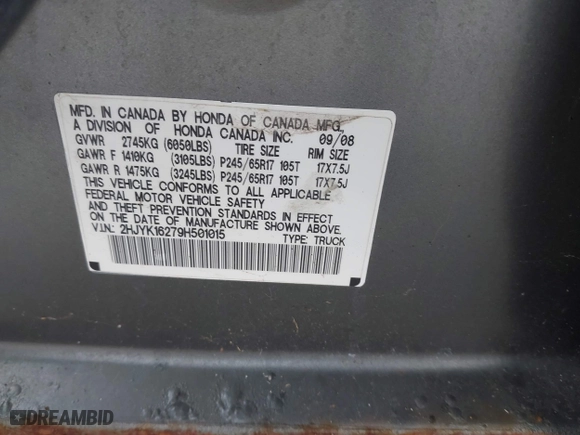 MFD. IN CANADA BY HONDA OF CANADA MFG.,
A DIVISION OF HONDA CANADA INC. 09/08
GVWR 2745KG (6050LBS) TIRE SIZE RIM SIZE
GAWR F 1410KG (3105LBS) P245/65R17 105T 17X7.5J
GAWR R 1475KG (3245LBS) P245/65R17 105T 17X7.5J
THIS VEHICLE CONFORMS TO ALL APPLICABLE
FEDERAL MOTOR VEHICLE SAFETY
AND THEFT PREVENTION STANDARDS IN EFFECT
ON THE DATE OF MANUFACTURE SHOWN ABOVE.
V.I.N.: 2HJYK16279H501015 TYPE: TRUCK
DREAMBID